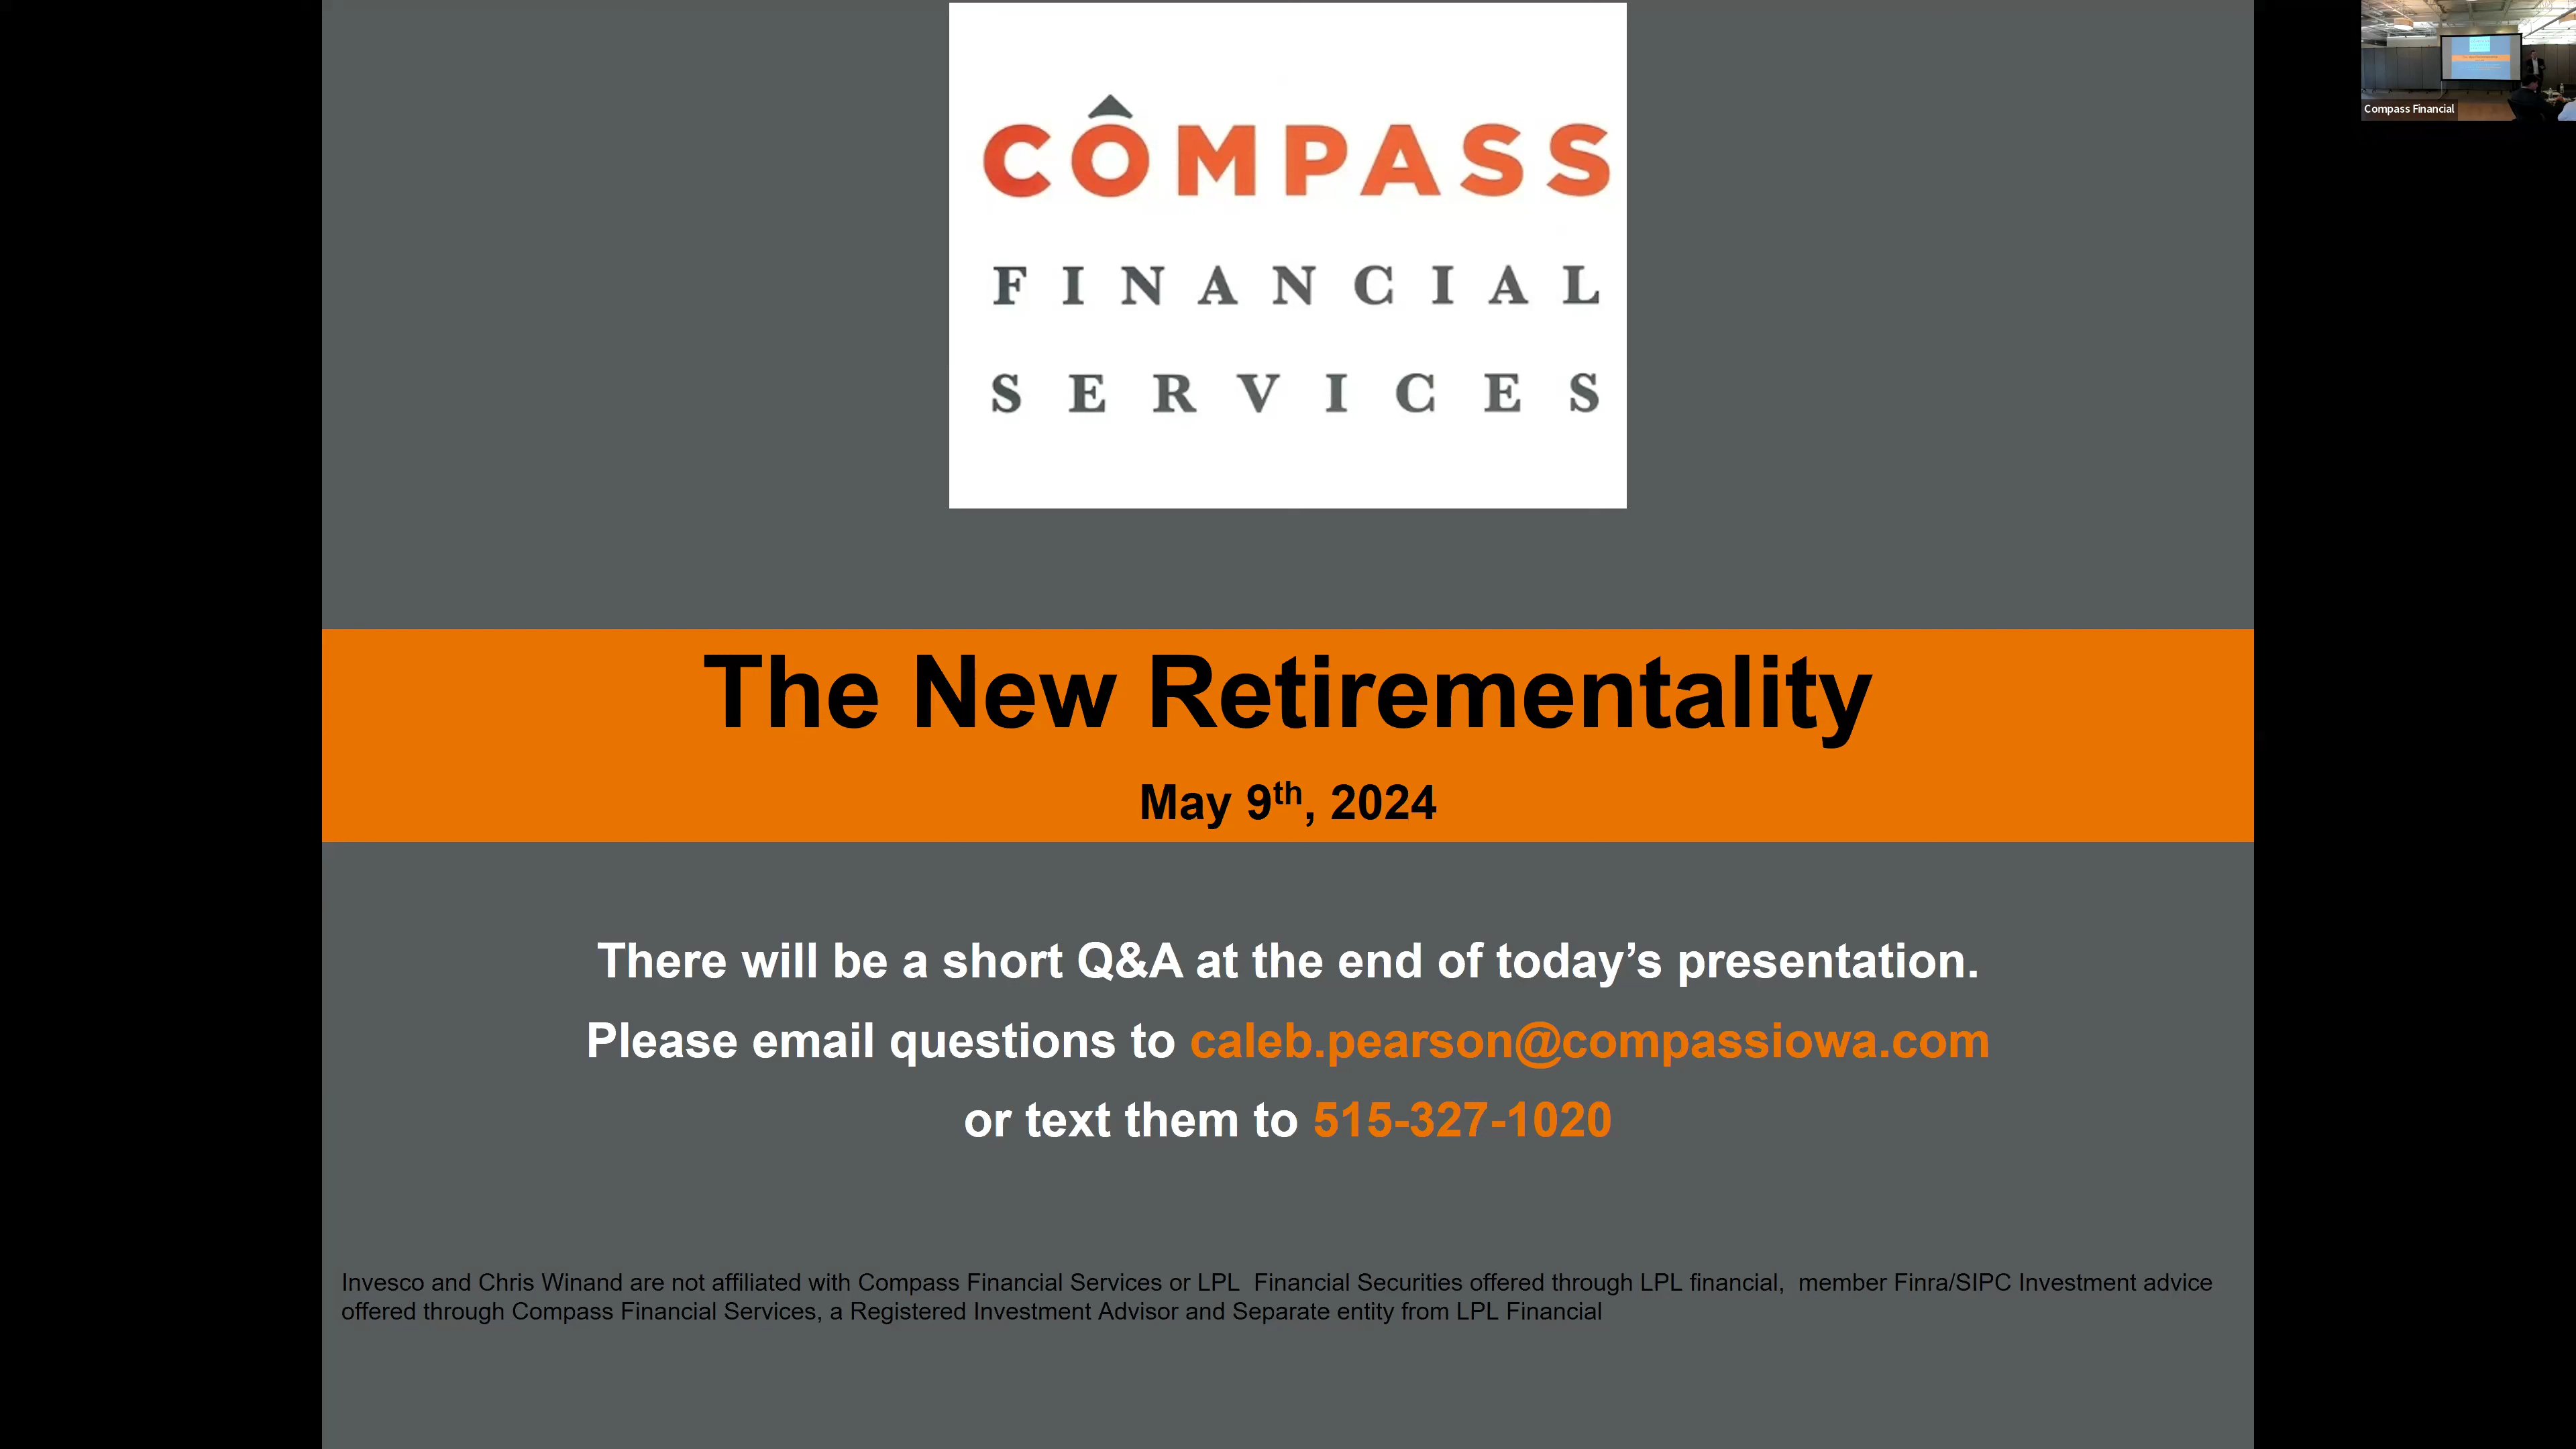 CÔMPASS
FINANCIAL
SERVICES
Compass Financial
The New Retirementality
May 9th, 2024
There will be a short Q&A at the end of today’s presentation.
Please email questions to caleb.pearson@compassiowa.com
or text them to 515-327-1020
Invesco and Chris Winand are not affiliated with Compass Financial Services or LPL  Financial Securities offered through LPL financial,  member Finra/SIPC Investment advice
offered through Compass Financial Services, a Registered Investment Advisor and Separate entity from LPL Financial